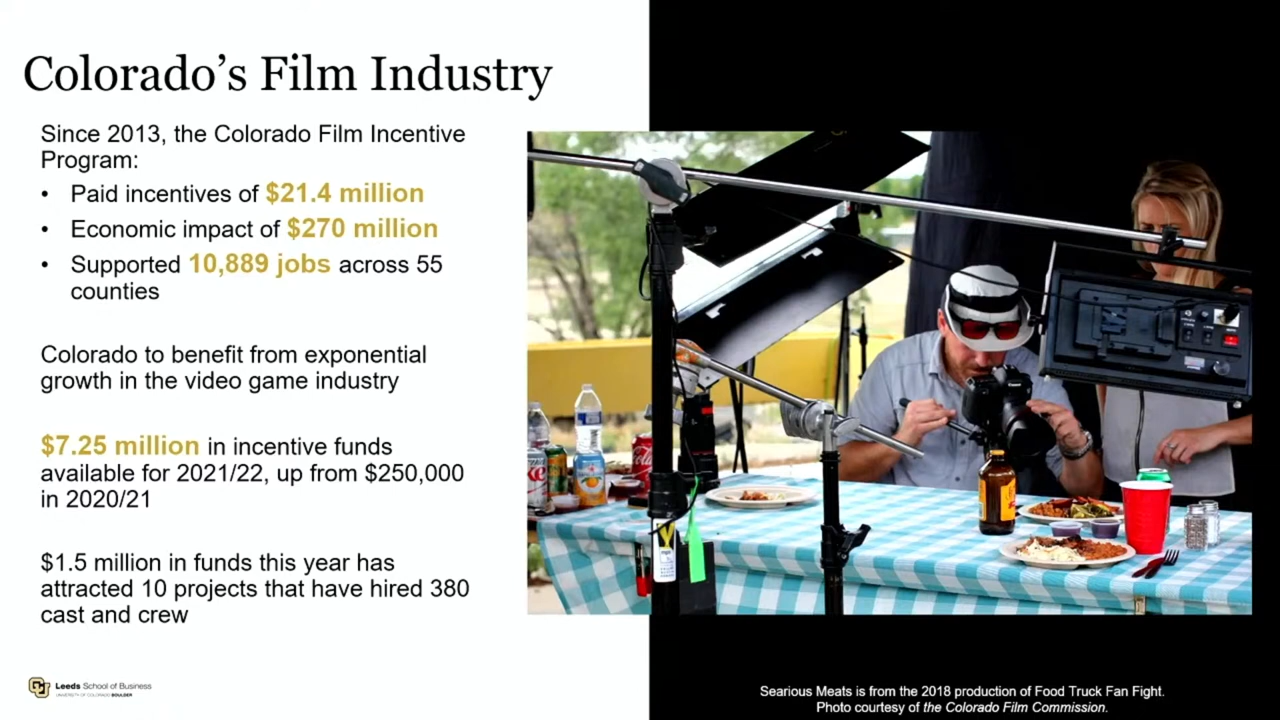 Colorado's Film Industry
Since 2013, the Colorado Film Incentive
Program:
• Paid incentives of $21.4 million
• Economic impact of $270 million
• Supported 10,889 jobs across 55
counties
Colorado to benefit from exponential
growth in the video game industry
$7.25 million in incentive funds
available for 2021/22, up from $250,000
in 2020/21
$1.5 million in funds this year has
attracted 10 projects that have hired 380
cast and crew
Leeds School of Business
UNIVERSITY OF COLORADO BOULDER
Searious Meats is from the 2018 production of Food Truck Fan Fight.
Photo courtesy of the Colorado Film Commission.